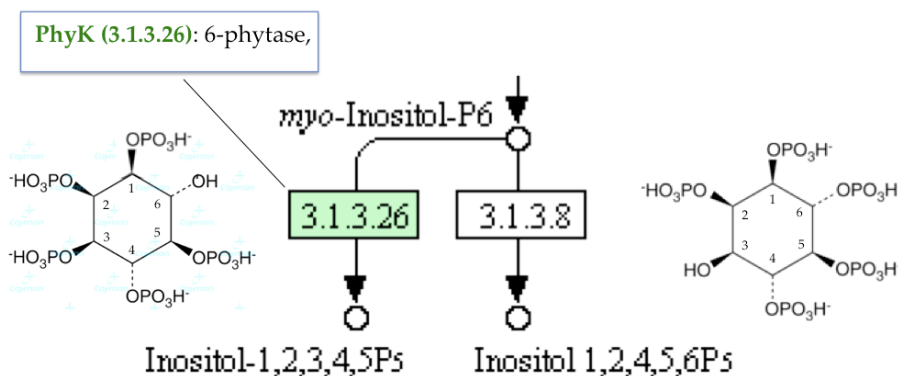 PhyK (3.1.3.26): 6-phytase,
myo-Inositol-P6
3.1.3.26
3.1.3.8
Inositol-1,2,3,4,5P5
Inositol 1,2,4,5,6P5
OPO3H-
-HO3PO
OH
1
2
6
3
5
4
-HO3PO
OPO3H-
OPO3H-
OPO3H-
-HO3PO
OPO3H
1
2
6
3
5
4
HO
OPO3H-
OPO3H-